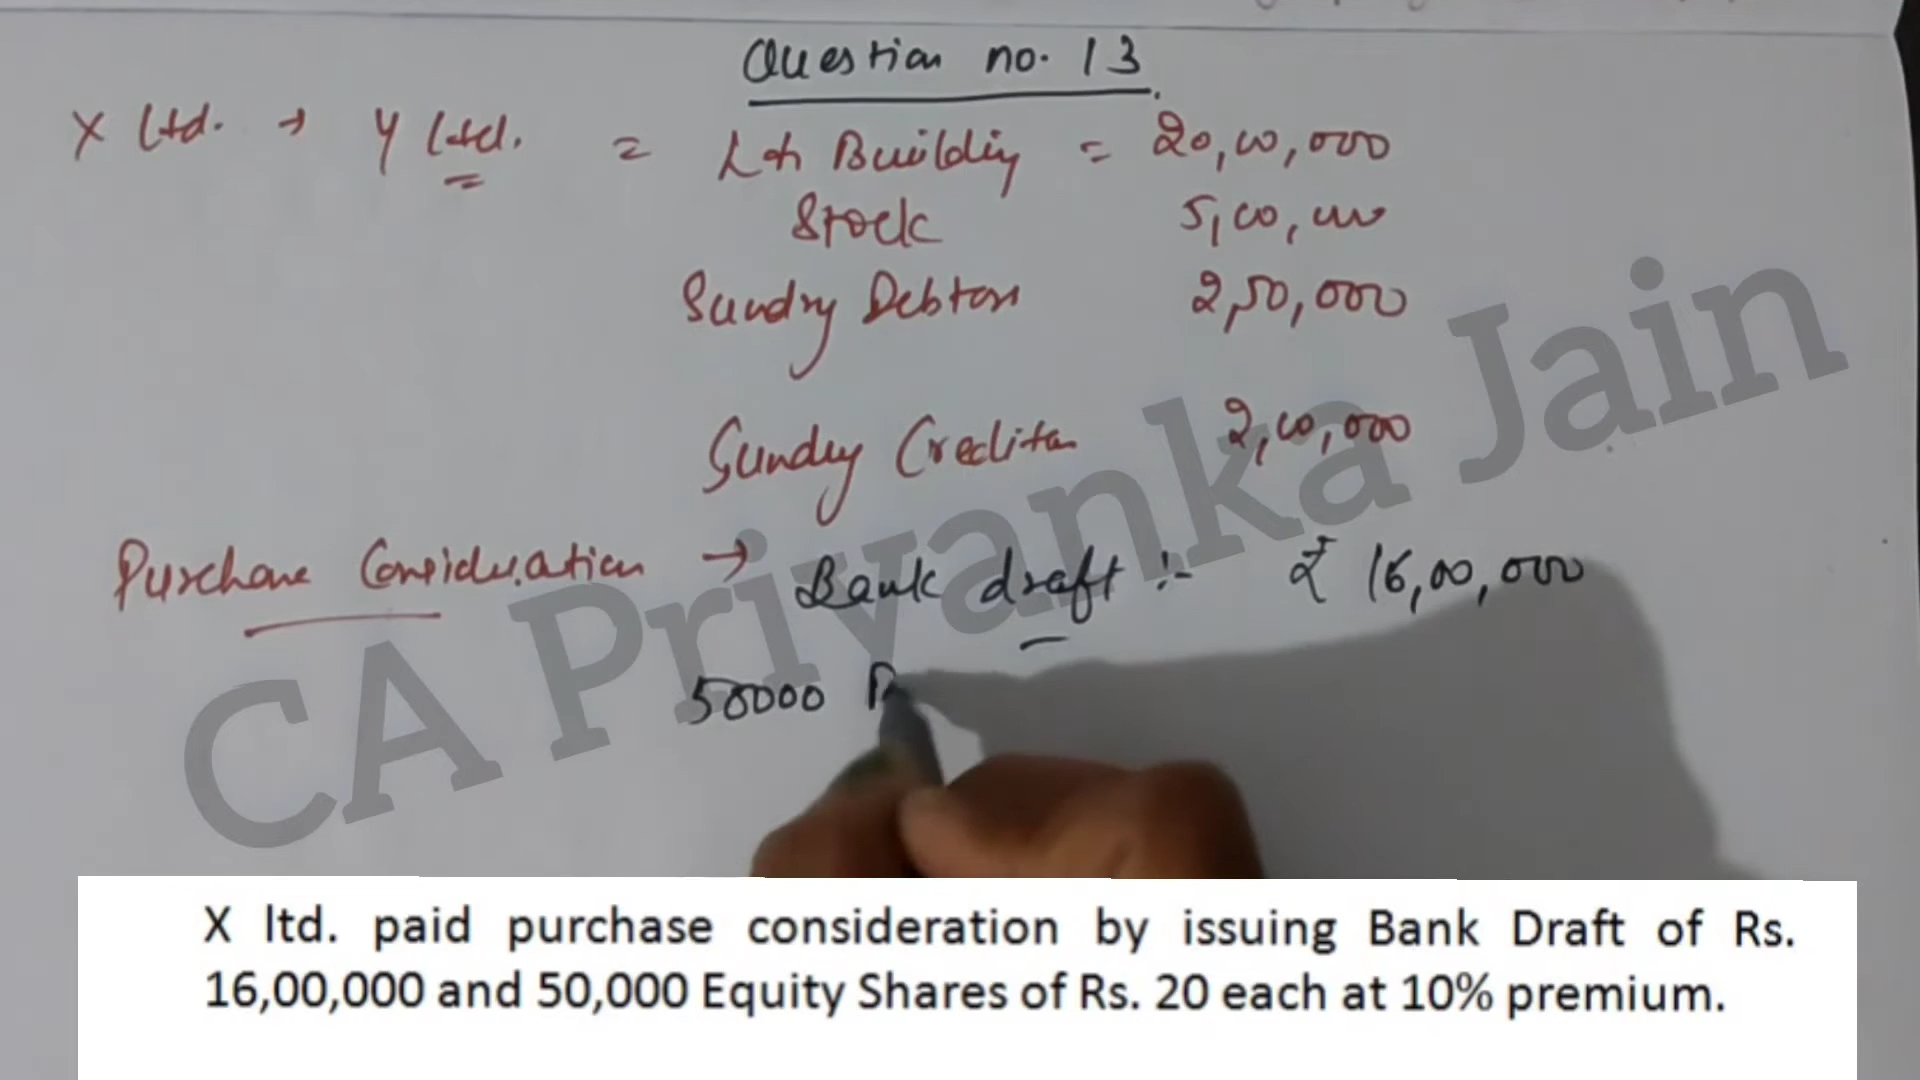 Question no. 13
X Ltd. → Y Ltd. = Building = 20,00,000
Stock 5,00,000
Sundry Debtors 2,50,000
Sundry Creditor 2,00,000
Purchase Consideration → Bank draft :- ₹ 16,00,000
50000
CA Priyanka Jain
X ltd. paid purchase consideration by issuing Bank Draft of Rs.
16,00,000 and 50,000 Equity Shares of Rs. 20 each at 10% premium.